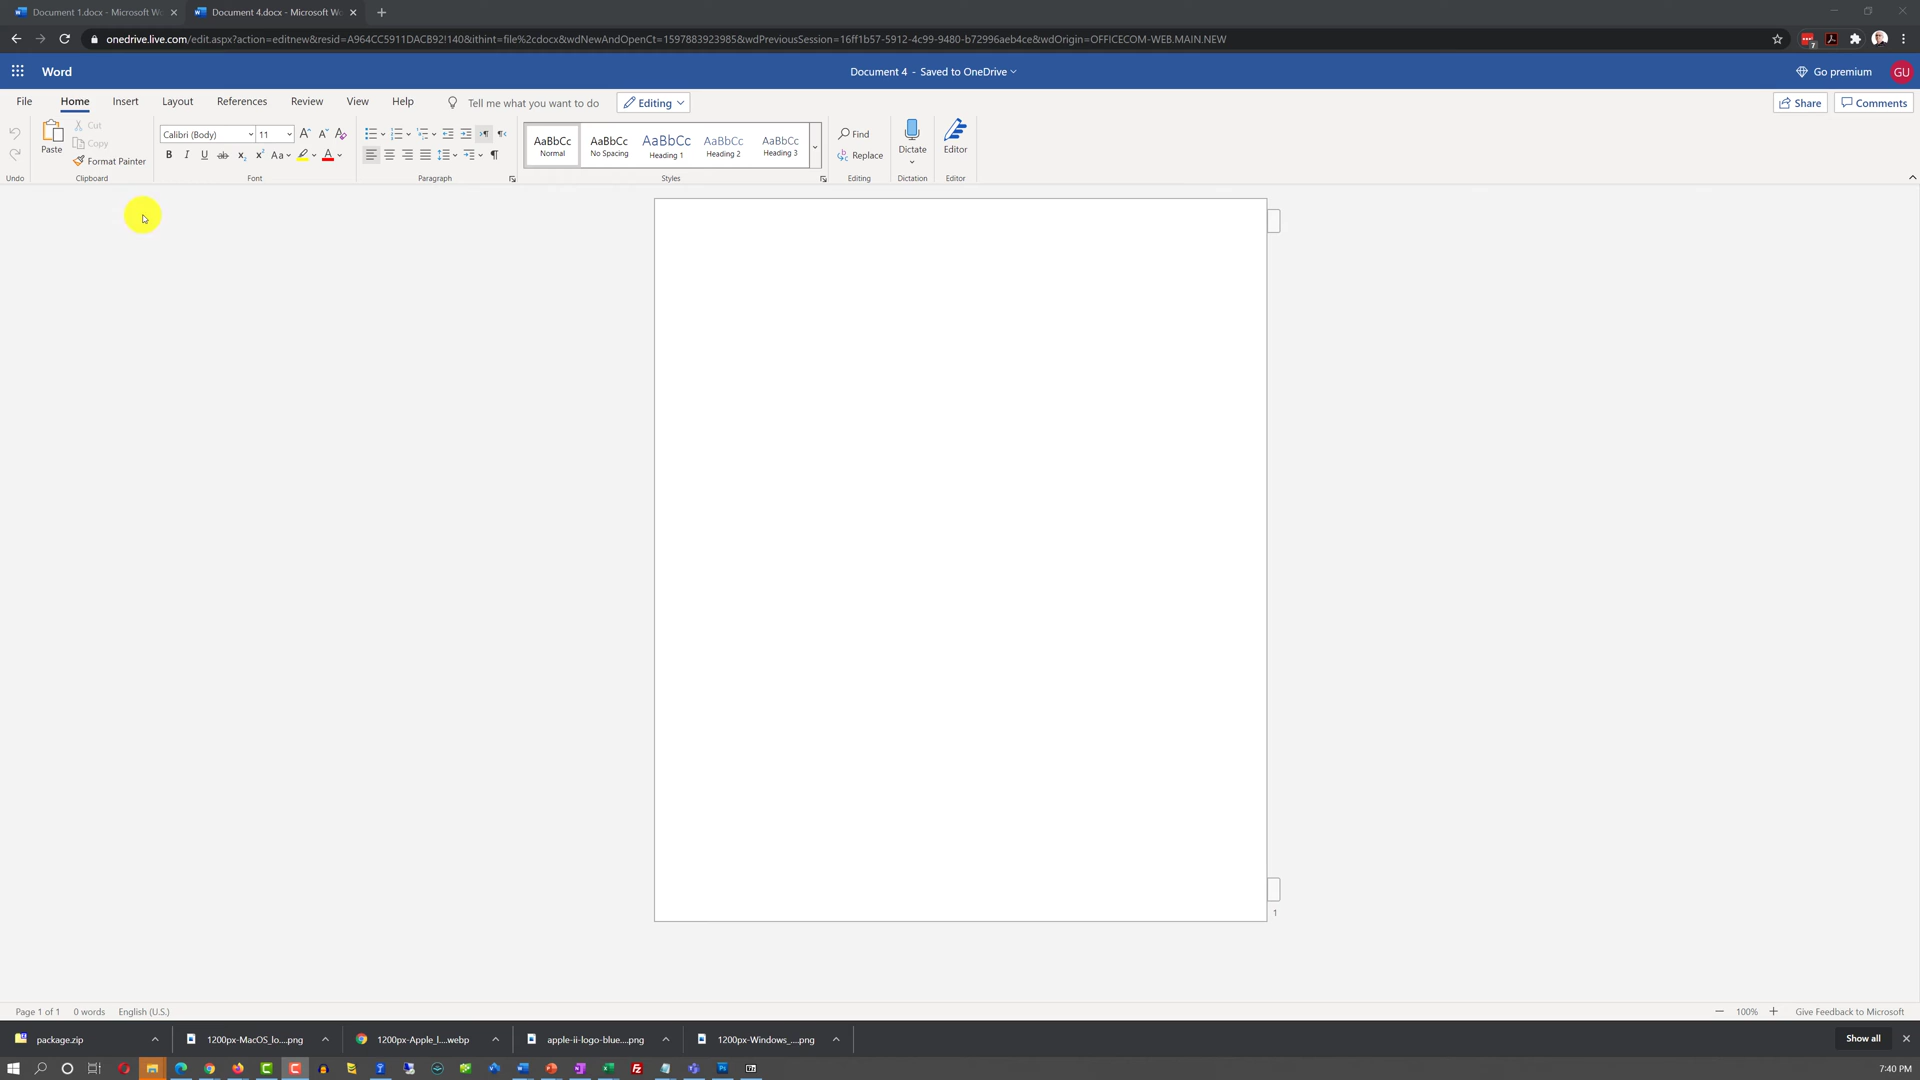 Document 1.docx - Microsoft Wo
Document 4.docx - Microsoft Wo
onedrive.live.com/edit.aspx?action=editnew&resid=A964CC5911DACB92!140&ithint=file%2cdocx&wdNewAndOpenCt=1597883923985&wdPreviousSession=16ff1b57-5912-4c99-9480-b72996aeb4ce&wdOrigin=OFFICECOM-WEB.MAIN.NEW
7
Word
Document 4 - Saved to OneDrive
Go premium
GU
File Home Insert Layout References Review View Help
Tell me what you want to do
Editing
Share
Comments
Paste
Cut
Copy
Format Painter
Calibri (Body)
11
AaBbCc AaBbCc AaBbCc AaBbCc AaBbCc
Normal No Spacing Heading 1 Heading 2 Heading 3
Find
Replace
Dictate
Editor
Undo Clipboard Font Paragraph Styles Editing Dictation Editor
1
Page 1 of 1
0 words
English (U.S.)
100%
Give Feedback to Microsoft
package.zip
1200px-MacOS_lo....png
1200px-Apple_l....webp
apple-ii-logo-blue....png
1200px-Windows_....png
Show all
7:40 PM